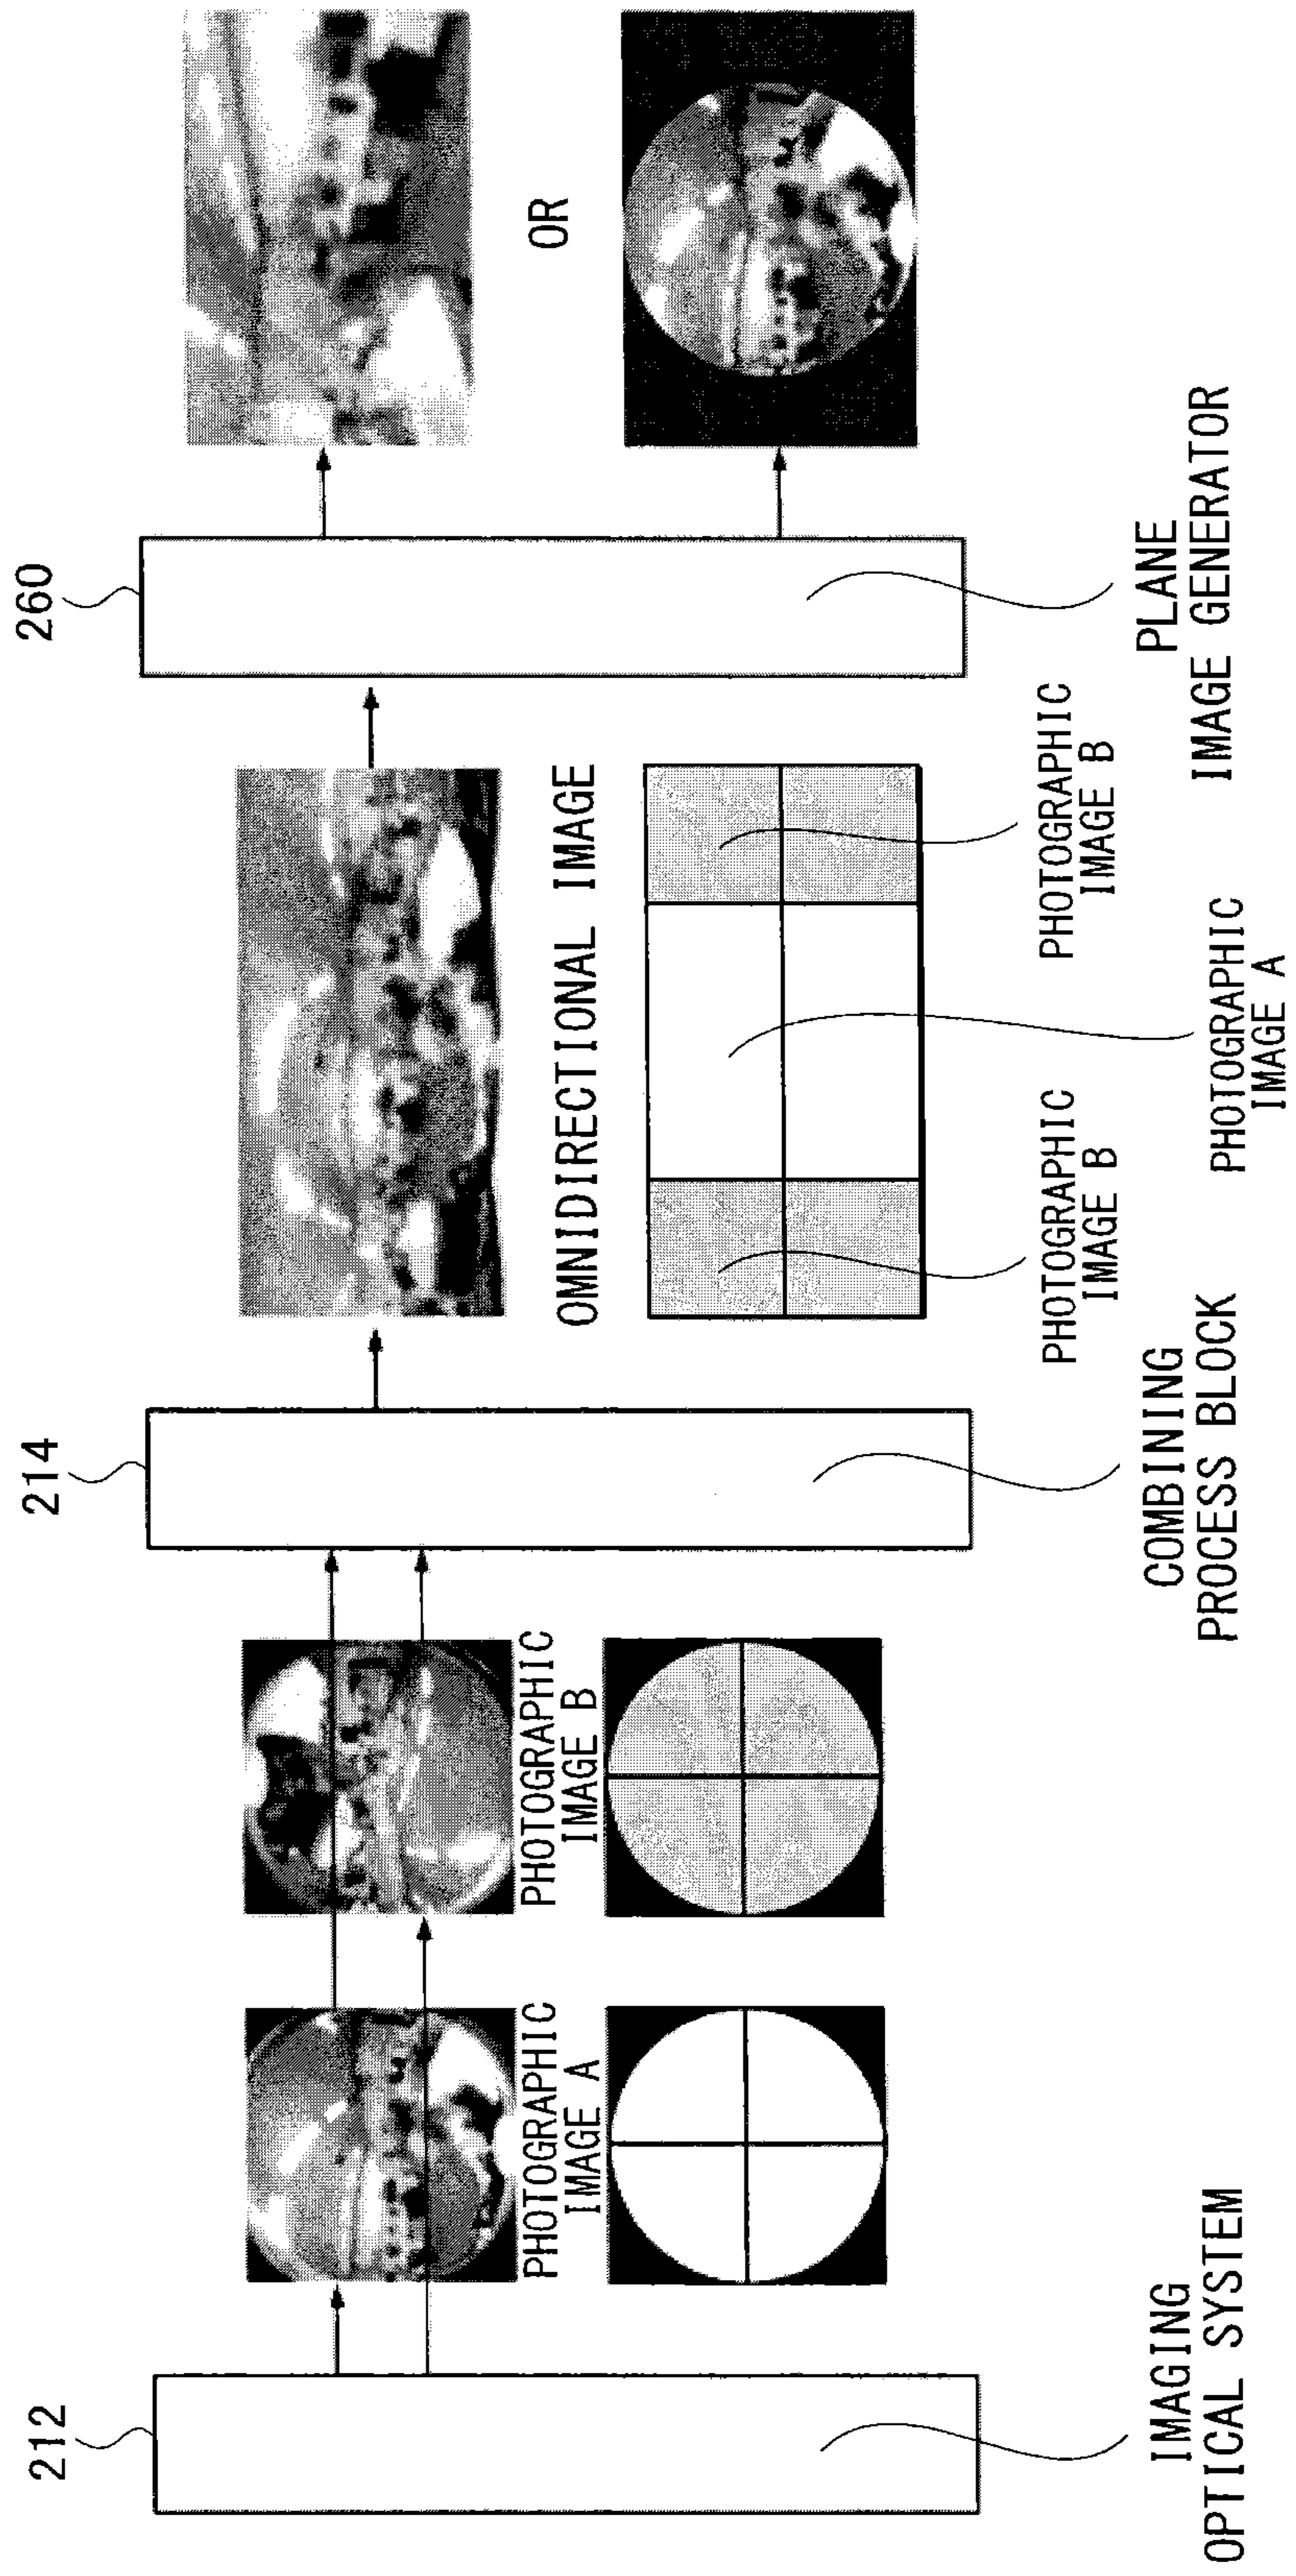 212
214
260
PHOTOGRAPHIC
IMAGE A
PHOTOGRAPHIC
IMAGE B
OMNIDIRECTIONAL IMAGE
OR
PHOTOGRAPHIC
IMAGE B
PHOTOGRAPHIC
IMAGE A
PHOTOGRAPHIC
IMAGE B
IMAGING
OPTICAL SYSTEM
COMBINING
PROCESS BLOCK
PLANE
IMAGE GENERATOR